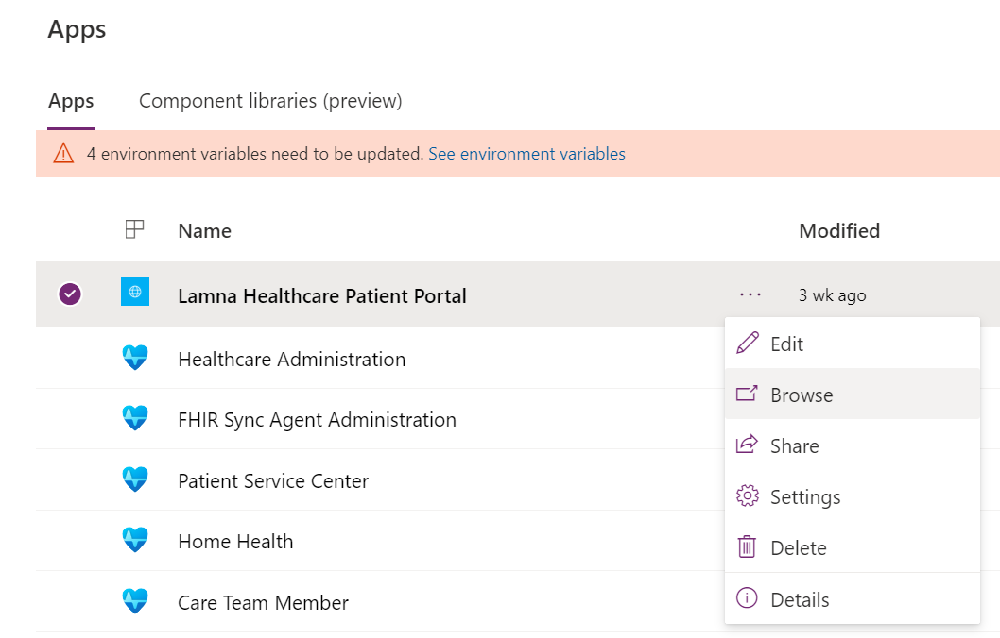 Apps
Apps Component libraries (preview)
4 environment variables need to be updated. See environment variables
Name Modified
Lamna Healthcare Patient Portal ··· 3 wk ago
Edit
Healthcare Administration
Browse
FHIR Sync Agent Administration
Share
Patient Service Center
Settings
Home Health
Delete
Care Team Member
Details